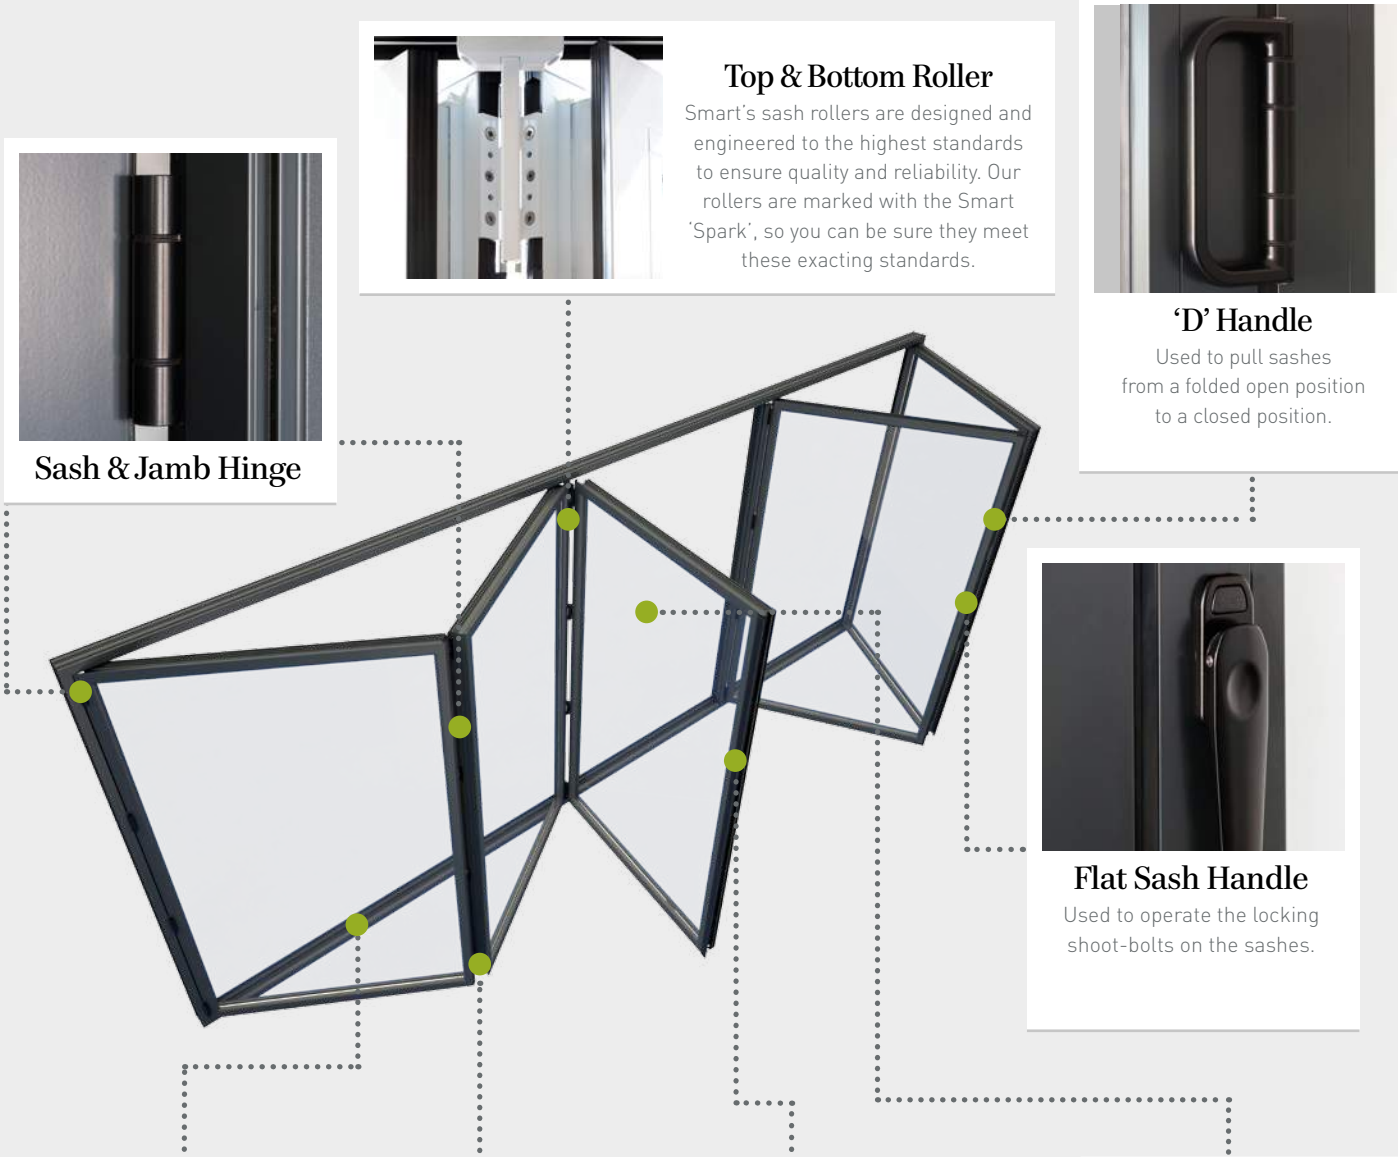 Top & Bottom Roller
Smart’s sash rollers are designed and
engineered to the highest standards
to ensure quality and reliability. Our
rollers are marked with the Smart
‘Spark’, so you can be sure they meet
these exacting standards.
‘D’ Handle
Used to pull sashes
from a folded open position
to a closed position.
Sash & Jamb Hinge
Flat Sash Handle
Used to operate the locking
shoot-bolts on the sashes.